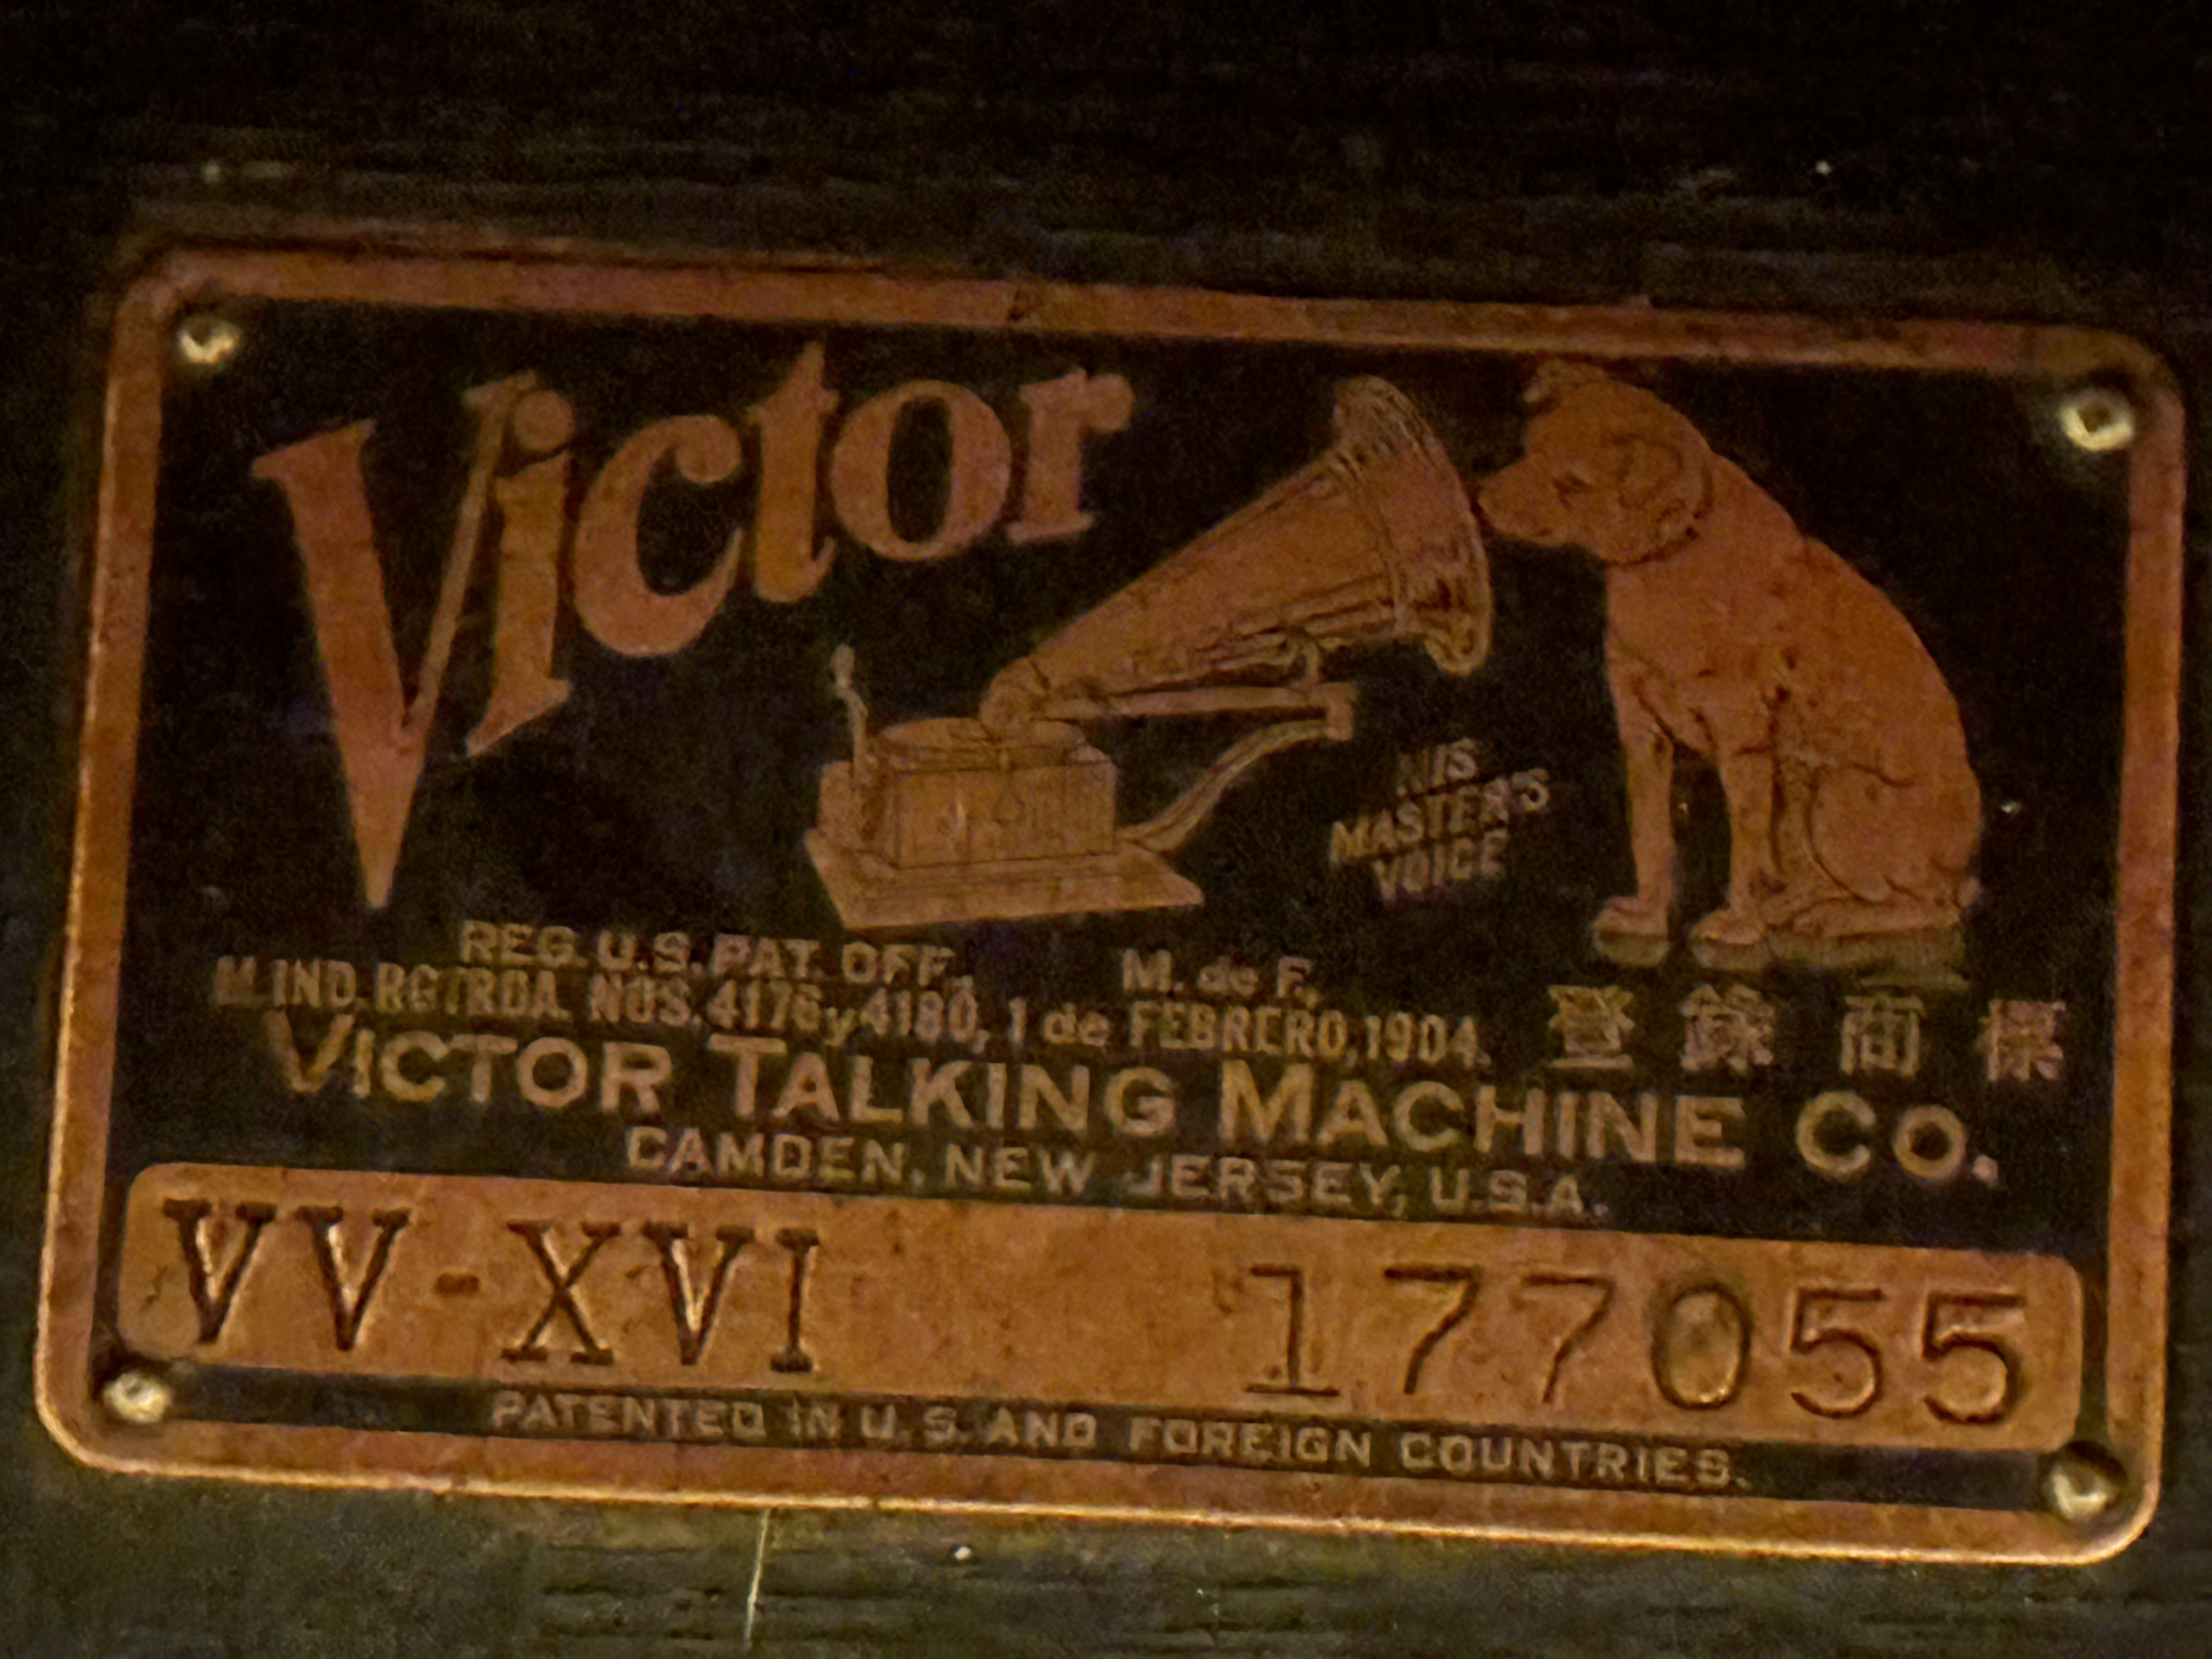 Victor
HIS
MASTER'S
VOICE
REG. U.S. PAT. OFF., M. de F.,
M. IND. RGTRDA. NOS. 4176 y 4180, 1 de FEBRERO, 1904. 登錄商標
VICTOR TALKING MACHINE CO.
CAMDEN, NEW JERSEY, U.S.A.
VV-XVI 177055
PATENTED IN U.S. AND FOREIGN COUNTRIES.